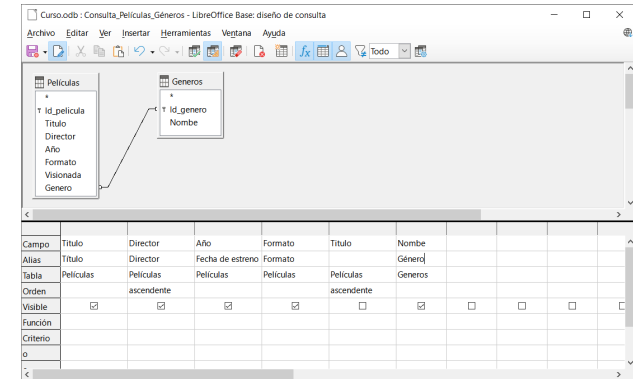 Curso.odb : Consulta_Películas_Géneros - LibreOffice Base: diseño de consulta
Archivo Editar Ver Insertar Herramientas Ventana Ayuda
Todo
Películas
*
Id_pelicula
Titulo
Director
Año
Formato
Visionada
Genero
Generos
*
Id_genero
Nombe
Campo Titulo Director Año Formato Titulo Nombe
Alias Título Director Fecha de estreno Formato Género
Tabla Películas Películas Películas Películas Películas Generos
Orden ascendente ascendente
Visible
Función
Criterio
o